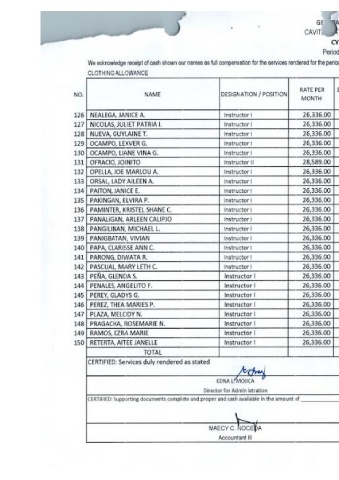 GE
CAVIT
CY
Period
We acknowledge receipt of cash shown our names as full compensation for the services rendered for the perio
CLOTHING ALLOWANCE
NO. NAME DESIGNATION / POSITION RATE PER MONTH
126 NEALEGA, JANICE A. Instructor I 26,336.00
127 NICOLAS, JULIET PATRIA I. Instructor I 26,336.00
128 NUEVA, GUYLAINE T. Instructor I 26,336.00
129 OCAMPO, LEXVER G. Instructor I 26,336.00
130 OCAMPO, LIANE VINA G. Instructor I 26,336.00
131 OFRACIO, JOINITO Instructor II 28,589.00
132 OPELLA, JOE MARLOU A. Instructor I 26,336.00
133 ORSAL, LADY AILEEN A. Instructor I 26,336.00
134 PAITON, JANICE E. Instructor I 26,336.00
135 PAKINGAN, ELVIRA P. Instructor I 26,336.00
136 PAMINTER, KRISTEL SHANE C. Instructor I 26,336.00
137 PANALIGAN, ARLEEN CALIPJO Instructor I 26,336.00
138 PANGILINAN, MICHAEL L. Instructor I 26,336.00
139 PANIGBATAN, VIVIAN Instructor I 26,336.00
140 PAPA, CLARISSE ANN C. Instructor I 26,336.00
141 PARONG, DIWATA R. Instructor I 26,336.00
142 PASCUAL, MARY LETH C. Instructor I 26,336.00
143 PEÑA, GLENDA S. Instructor I 26,336.00
144 PENALES, ANGELITO F. Instructor I 26,336.00
145 PEREY, GLADYS G. Instructor I 26,336.00
146 PEREZ, THEA MARIES P. Instructor I 26,336.00
147 PLAZA, MELCOY N. Instructor I 26,336.00
148 PRAGACHA, ROSEMARIE N. Instructor I 26,336.00
149 RAMOS, EZRA MARIE Instructor I 26,336.00
150 RETERTA, AITEE JANELLE Instructor I 26,336.00
TOTAL
CERTIFIED: Services duly rendered as stated
EDNA L. MOJICA
Director for Admin istration
CERTIFIED: Supporting documents complete and proper and cash available in the amount of
MAECY C.
Accountant III